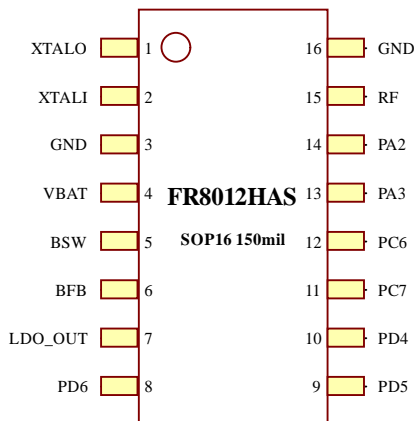 XTALO 1 16 GND
XTALI 2 15 RF
GND 3 14 PA2
VBAT 4 FR8012HAS 13 PA3
BSW 5 SOP16 150mil 12 PC6
BFB 6 11 PC7
LDO_OUT 7 10 PD4
PD6 8 9 PD5